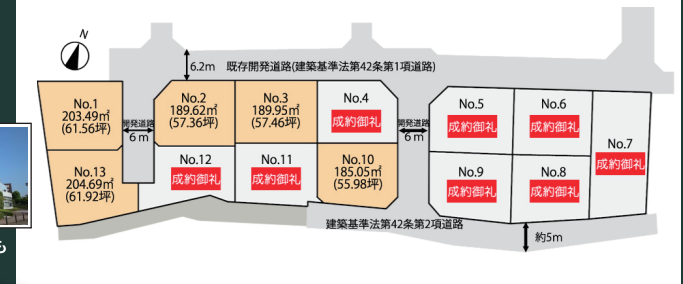 N
6.2m 既存開発道路(建築基準法第42条第1項道路)
No.1
203.49㎡
(61.56坪)
開発道路
6m
No.2
189.62㎡
(57.36坪)
No.3
189.95㎡
(57.46坪)
No.4
成約御礼
開発道路
6m
No.5
成約御礼
No.6
成約御礼
No.7
成約御礼
No.13
204.69㎡
(61.92坪)
No.12
成約御礼
No.11
成約御礼
No.10
185.05㎡
(55.98坪)
No.9
成約御礼
No.8
成約御礼
建築基準法第42条第2項道路
約5m
も